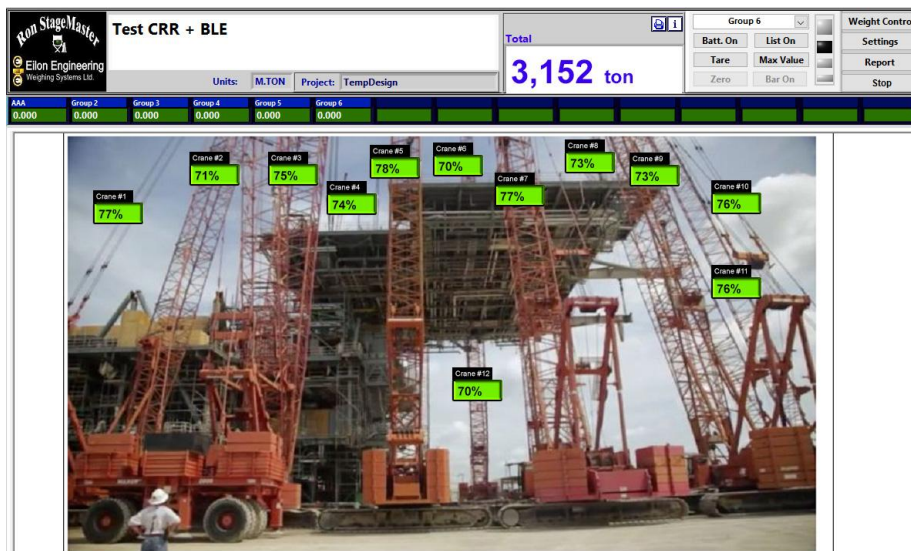 Ron StageMaster
Eilon Engineering
Weighing Systems Ltd.
Test CRR + BLE
Units: M.TON Project: TempDesign
Total
i
3,152 ton
Group 6
Batt. On List On
Tare Max Value
Zero Bar On
Weight Contro
Settings
Report
Stop
AAA Group 2 Group 3 Group 4 Group 5 Group 6
0.000 0.000 0.000 0.000 0.000 0.000
Crane #1
77%
Crane #2
71%
Crane #3
75%
Crane #4
74%
Crane #5
78%
Crane #6
70%
Crane #7
77%
Crane #8
73%
Crane #9
73%
Crane #10
76%
Crane #11
76%
Crane #12
70%